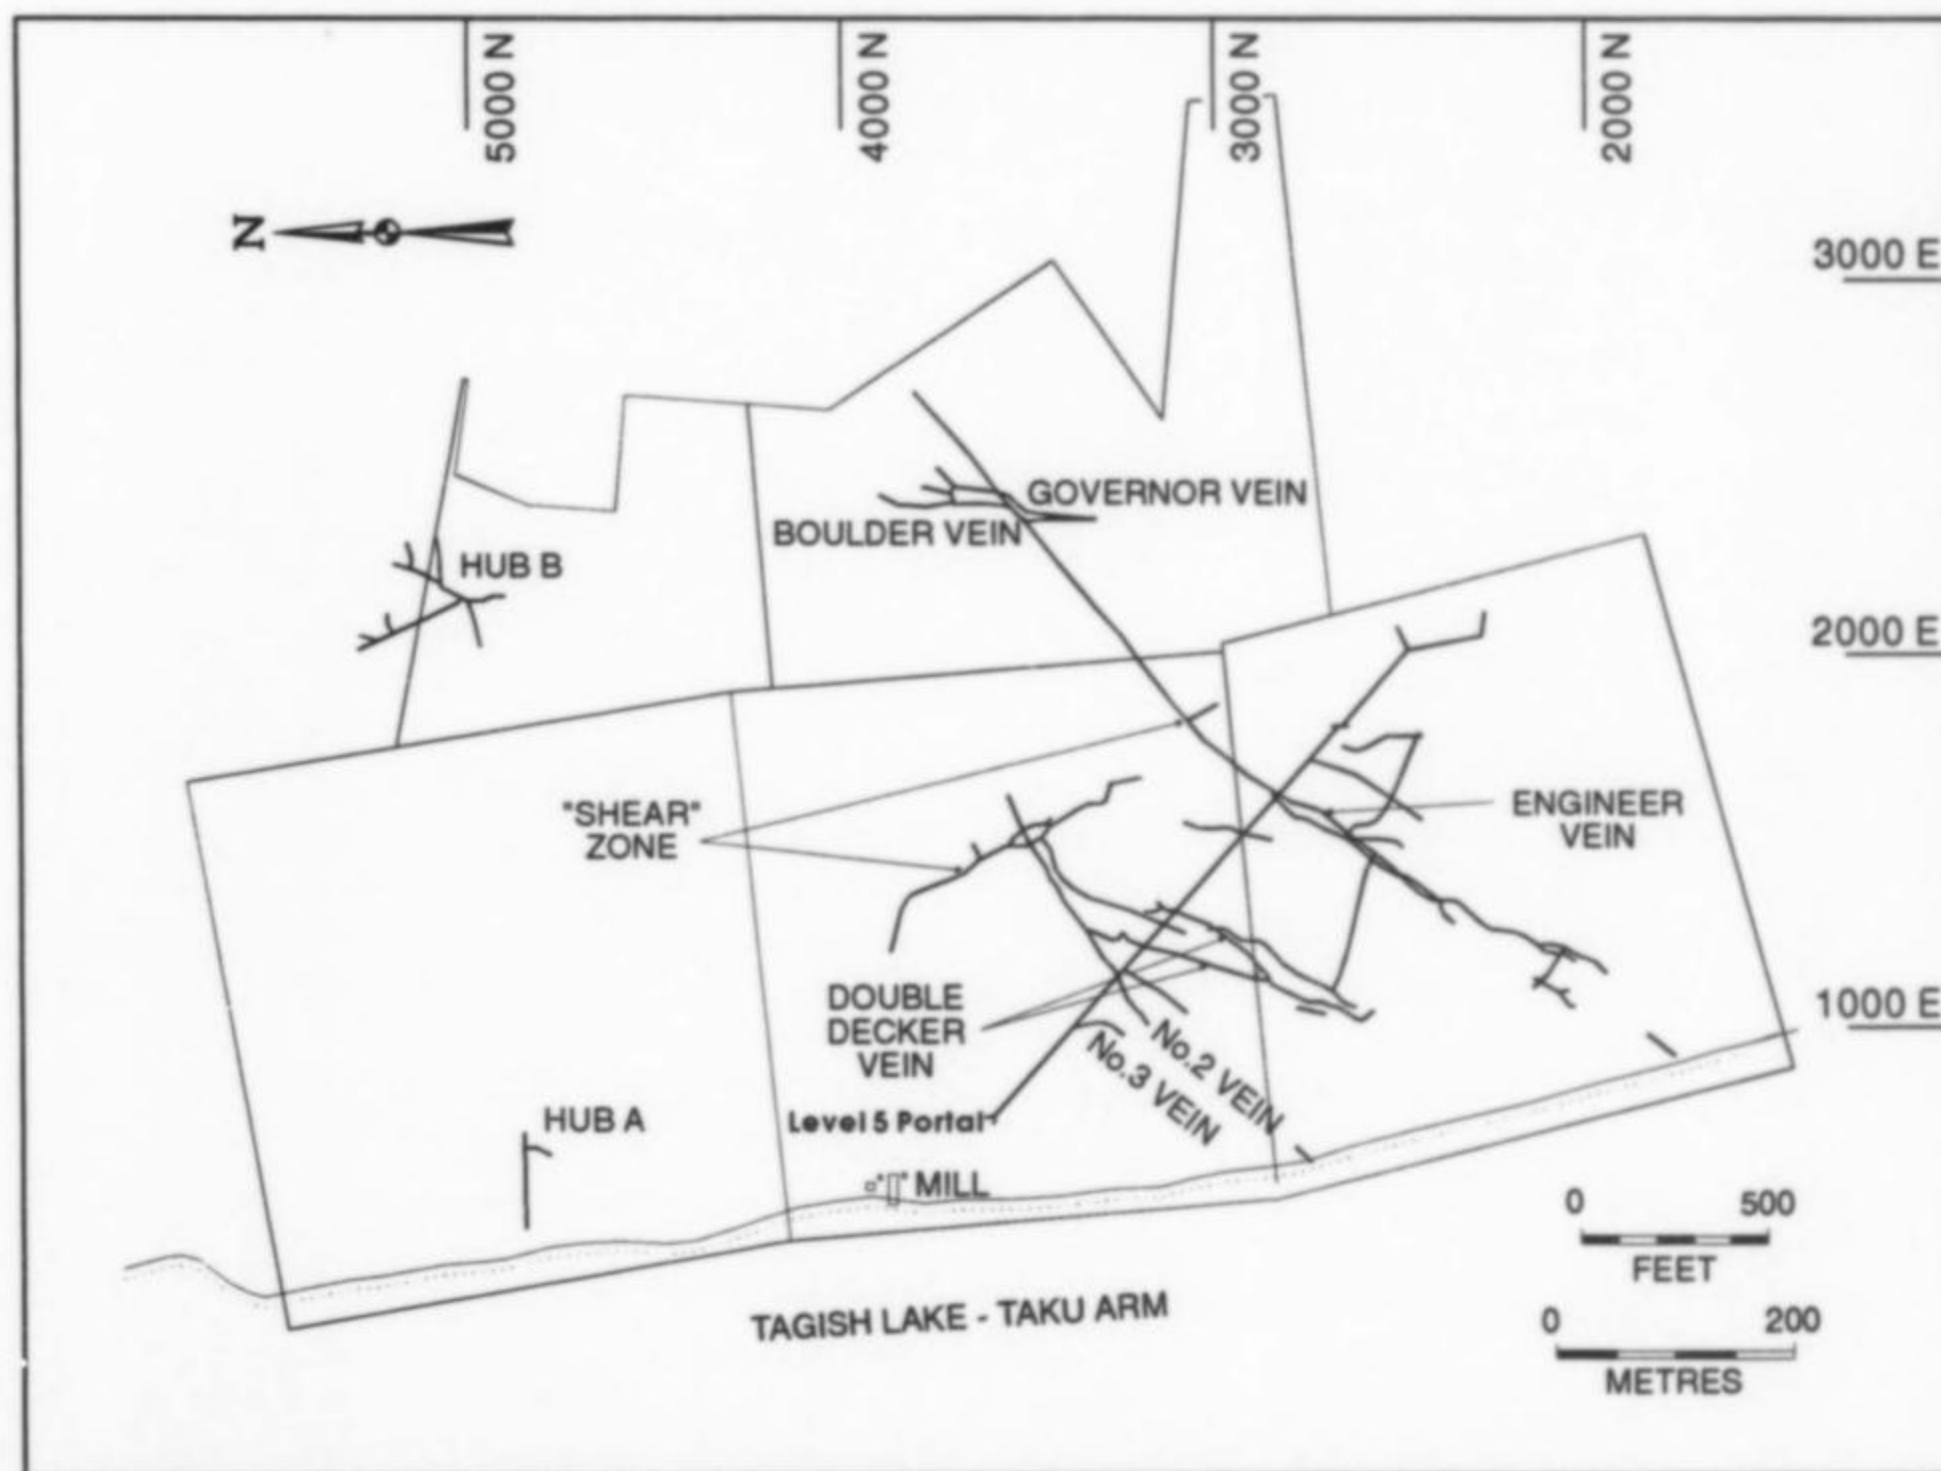 5000 N
4000 N
3000 N
2000 N
N
3000 E
GOVERNOR VEIN
BOULDER VEIN
HUB B
2000 E
"SHEAR"
ZONE
ENGINEER
VEIN
DOUBLE
DECKER
VEIN
1000 E
No.2 VEIN
No.3 VEIN
HUB A
Level 5 Portal
MILL
0 500
FEET
TAGISH LAKE - TAKU ARM
0 200
METRES